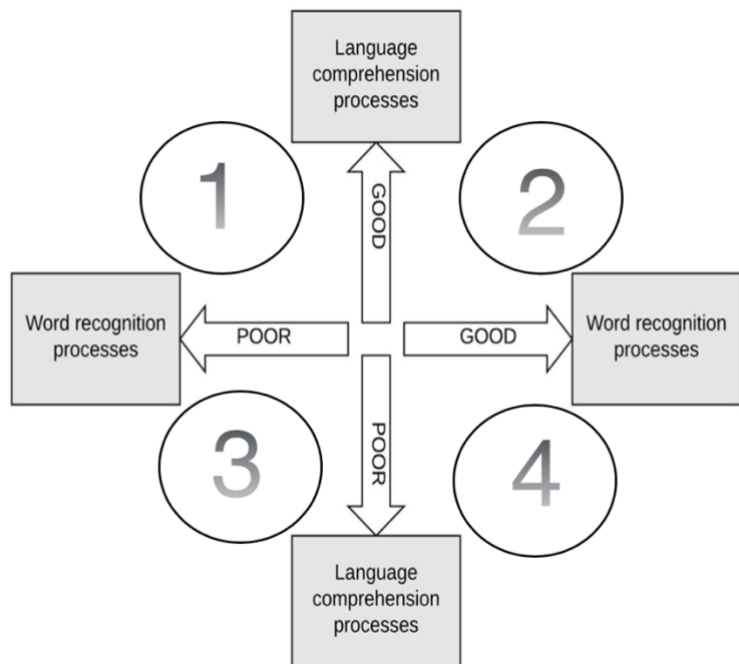 Language
comprehension
processes
1
2
GOOD
Word recognition
processes
POOR
GOOD
Word recognition
processes
3
POOR
4
Language
comprehension
processes